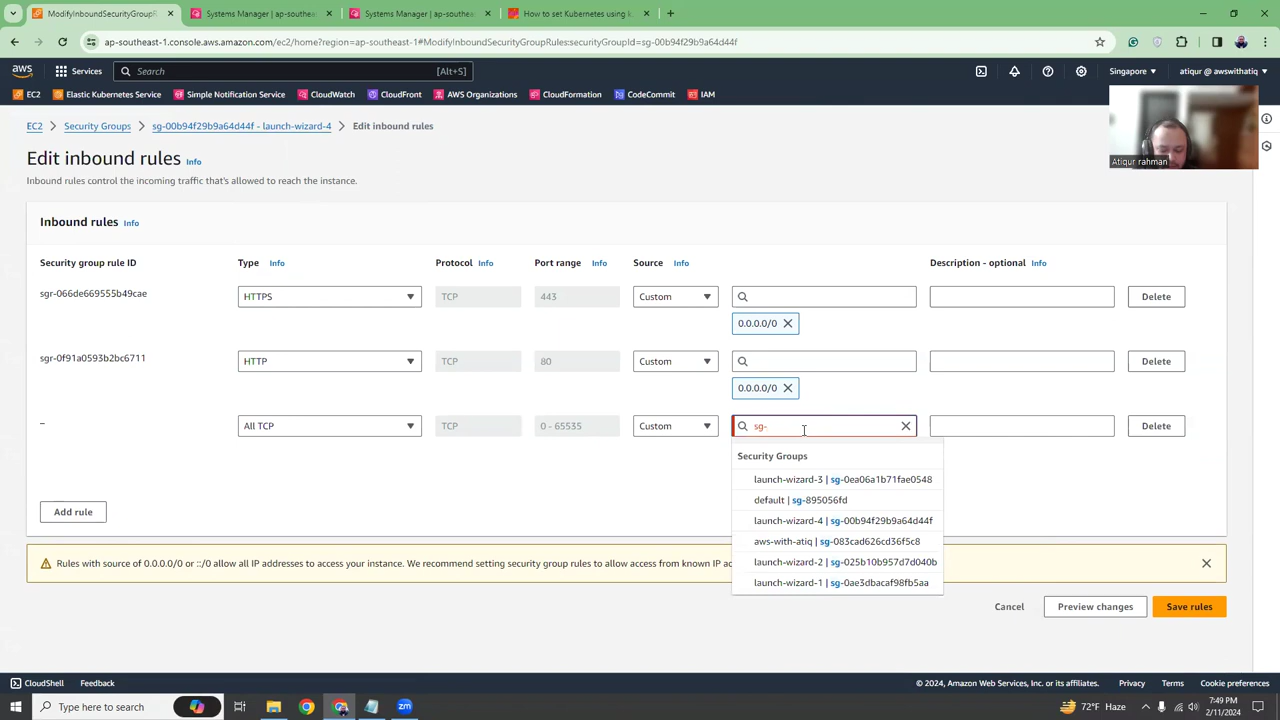 ModifyInboundSecurityGroupR
Systems Manager | ap-southeast
Systems Manager | ap-southeast
How to set Kubernetes using k
ap-southeast-1.console.aws.amazon.com/ec2/home?region=ap-southeast-1#ModifyInboundSecurityGroupRules:securityGroupId=sg-00b94f29b9a64d44f
aws
Services
Search
[Alt+S]
Singapore
atiqur @ awswithatiq
EC2
Elastic Kubernetes Service
Simple Notification Service
CloudWatch
CloudFront
AWS Organizations
CloudFormation
CodeCommit
IAM
EC2 > Security Groups > sg-00b94f29b9a64d44f - launch-wizard-4 > Edit inbound rules
Atiqur rahman
Edit inbound rules Info
Inbound rules control the incoming traffic that's allowed to reach the instance.
Inbound rules Info
Security group rule ID
Type Info
Protocol Info
Port range Info
Source Info
Description - optional Info
sgr-066de669555b49cae
HTTPS
TCP
443
Custom
Delete
0.0.0.0/0
sgr-0f91a0593b2bc6711
HTTP
TCP
80
Custom
Delete
0.0.0.0/0
–
All TCP
TCP
0 - 65535
Custom
sg-
Delete
Security Groups
launch-wizard-3 | sg-0ea06a1b71fae0548
default | sg-895056fd
launch-wizard-4 | sg-00b94f29b9a64d44f
aws-with-atiq | sg-083cad626cd36f5c8
launch-wizard-2 | sg-025b10b957d7d040b
launch-wizard-1 | sg-0ae3dbacaf98fb5aa
Add rule
Rules with source of 0.0.0.0/0 or ::/0 allow all IP addresses to access your instance. We recommend setting security group rules to allow access from known IP
Cancel
Preview changes
Save rules
CloudShell
Feedback
© 2024, Amazon Web Services, Inc. or its affiliates.
Privacy
Terms
Cookie preferences
Type here to search
72°F Haze
7:49 PM
2/11/2024